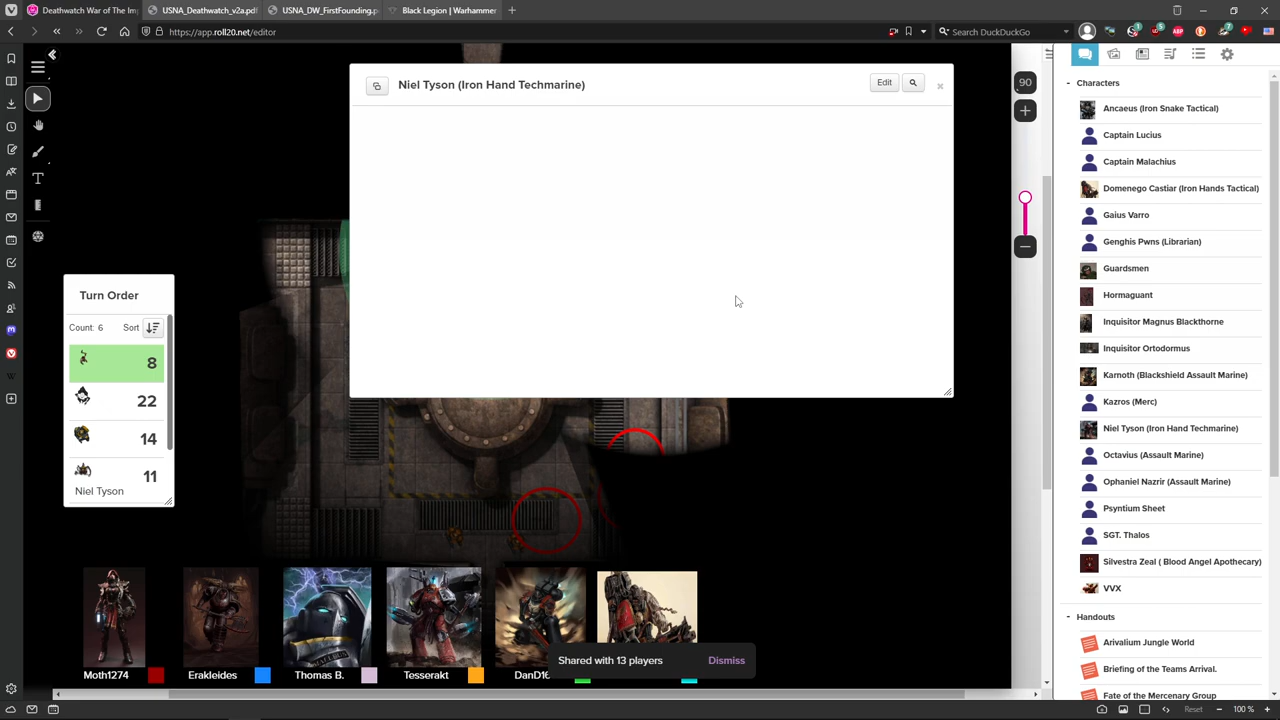 Deathwatch War of The Imp
USNA_Deathwatch_v2a.pdf
USNA_DW_FirstFounding.p
Black Legion | Warhammer
https://app.roll20.net/editor
Search DuckDuckGo
Niel Tyson (Iron Hand Techmarine)
Edit
.90
Turn Order
Count: 6 Sort
8
22
14
11
Niel Tyson
Moth1274
Erakleides
Thomas B.
Tesserakt
DanD16
Shared with 13 players Dismiss
Characters
Ancaeus (Iron Snake Tactical)
Captain Lucius
Captain Malachius
Domenego Castiar (Iron Hands Tactical)
Gaius Varro
Genghis Pwns (Librarian)
Guardsmen
Hormaguant
Inquisitor Magnus Blackthorne
Inquisitor Ortodormus
Karnoth (Blackshield Assault Marine)
Kazros (Merc)
Niel Tyson (Iron Hand Techmarine)
Octavius (Assault Marine)
Ophaniel Nazrir (Assault Marine)
Psyntium Sheet
SGT. Thalos
Silvestra Zeal ( Blood Angel Apothecary)
VVX
Handouts
Arivalium Jungle World
Briefing of the Teams Arrival.
Fate of the Mercenary Group
Reset
100 %